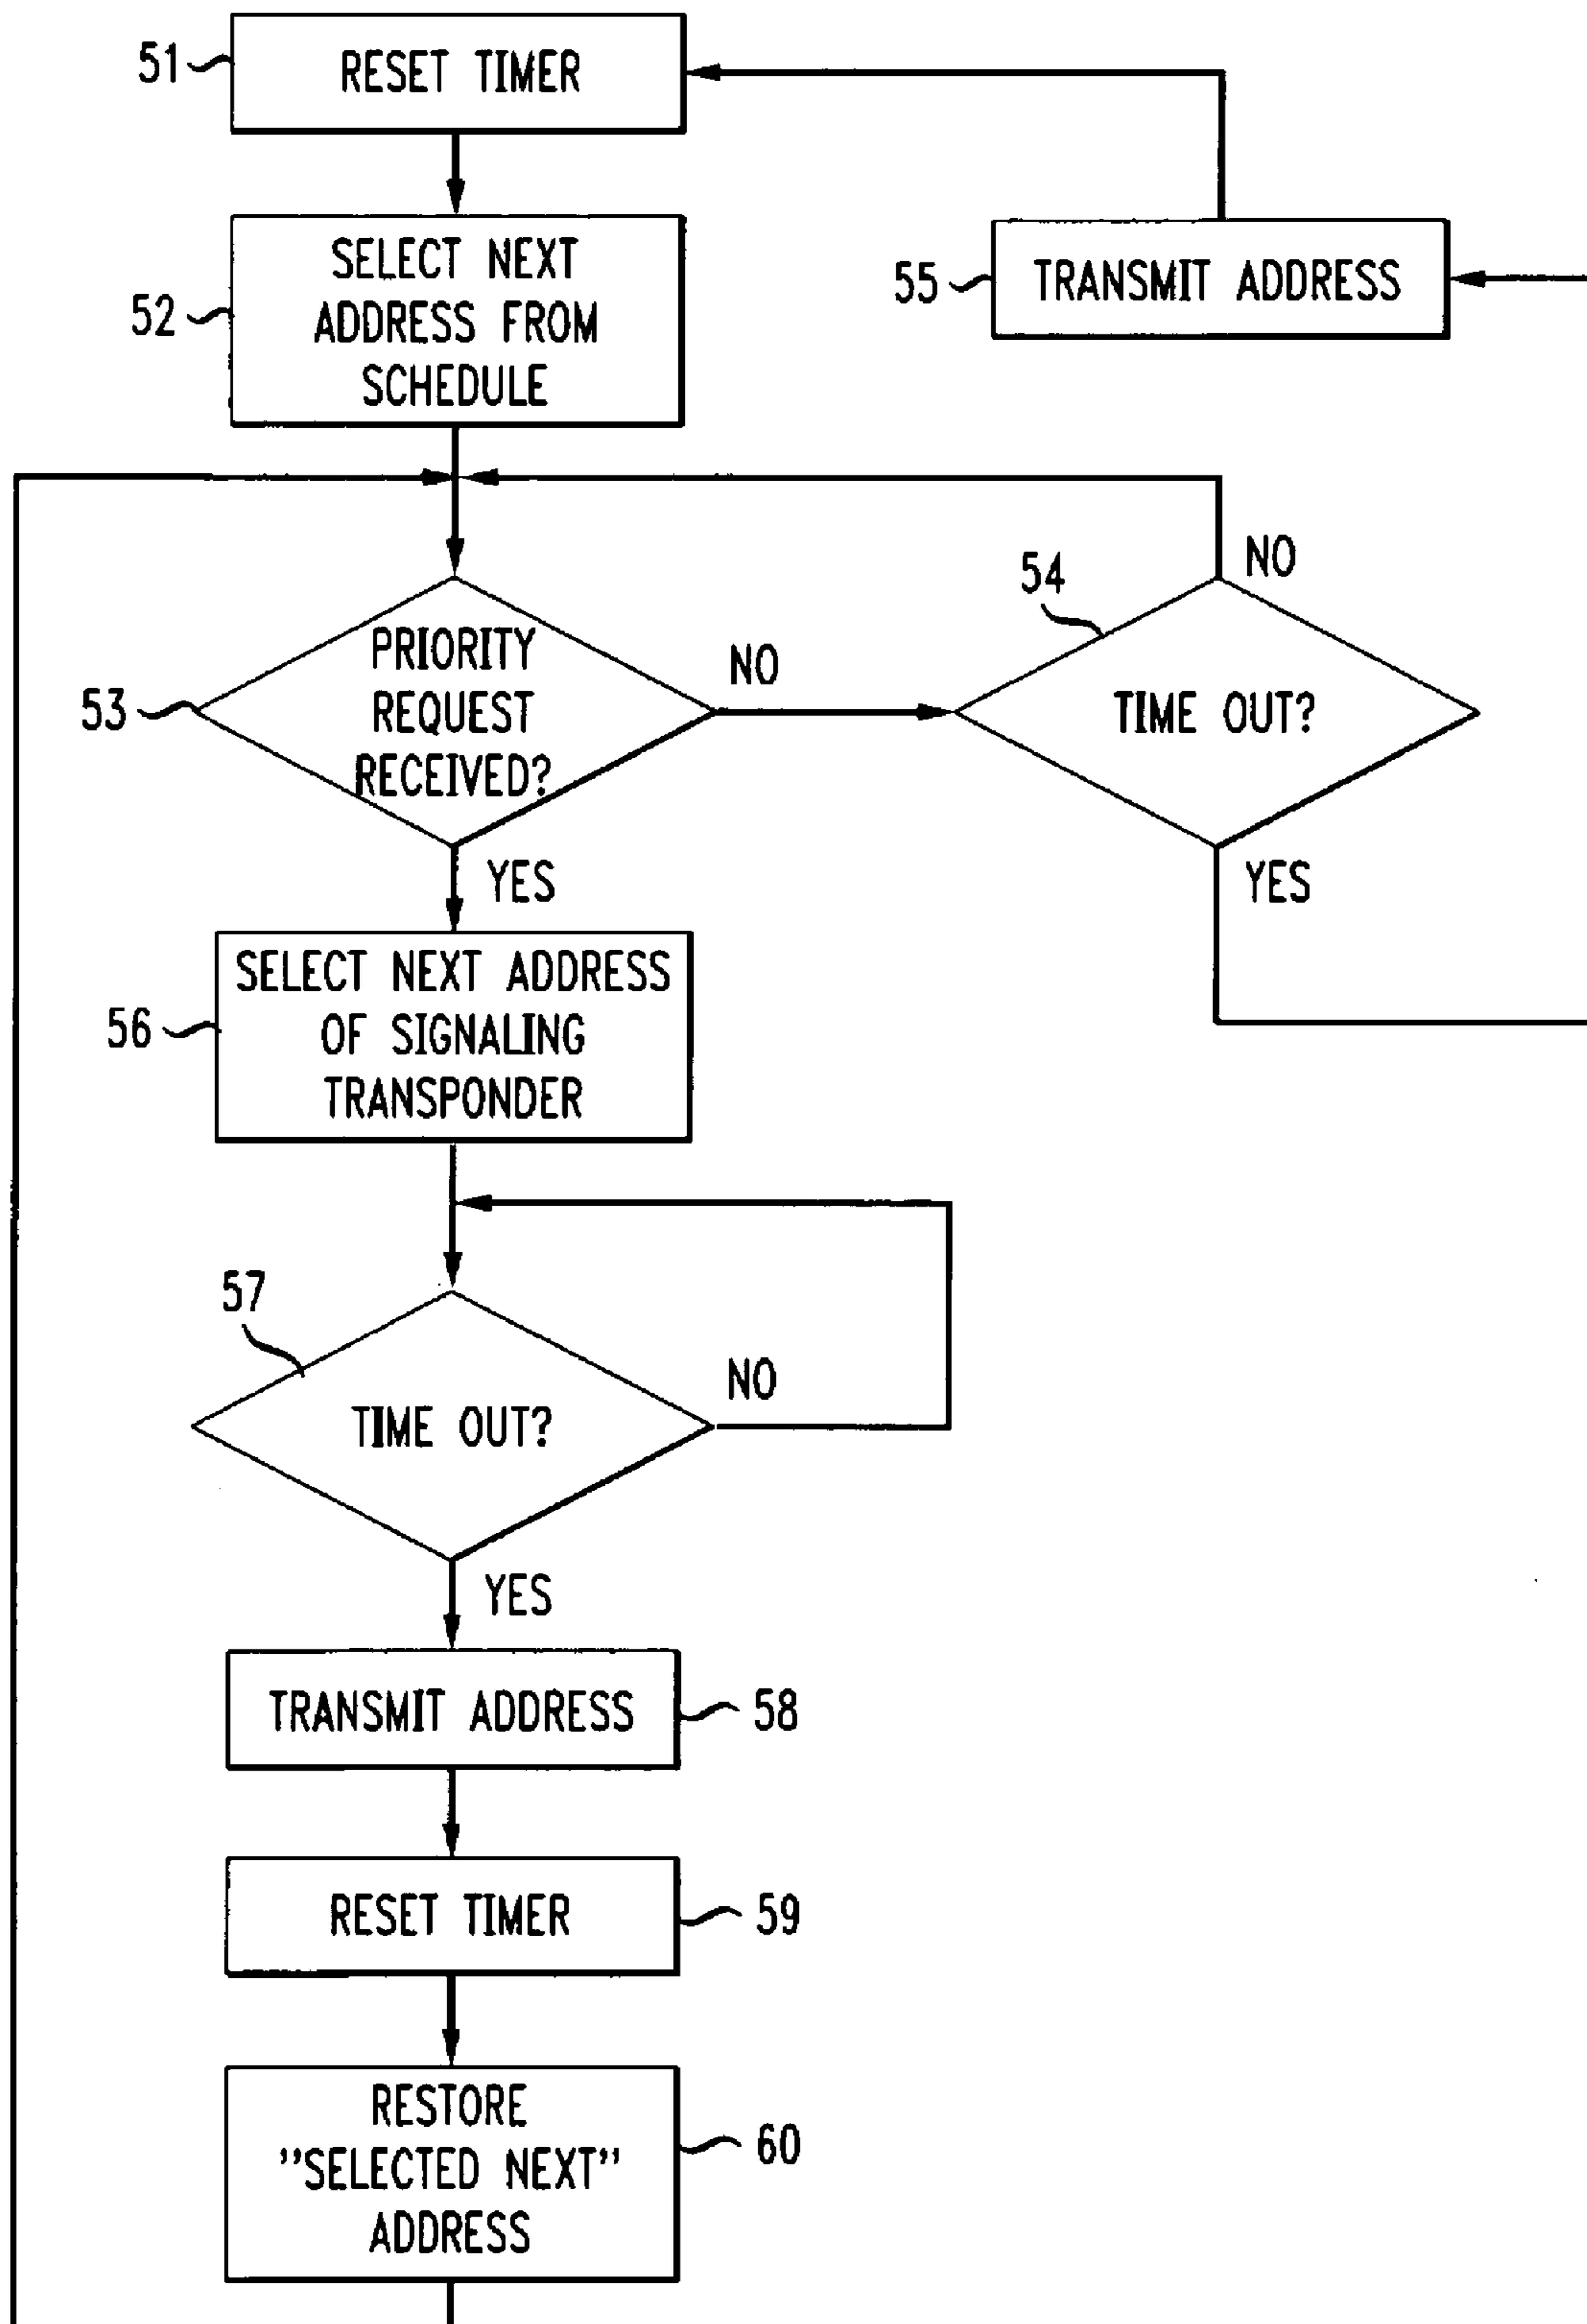 51
RESET TIMER
52
SELECT NEXT
ADDRESS FROM
SCHEDULE
55
TRANSMIT ADDRESS
53
PRIORITY
REQUEST
RECEIVED?
NO
54
TIME OUT?
NO
YES
YES
56
SELECT NEXT ADDRESS
OF SIGNALING
TRANSPONDER
57
TIME OUT?
NO
YES
TRANSMIT ADDRESS
58
RESET TIMER
59
RESTORE
"SELECTED NEXT"
ADDRESS
60